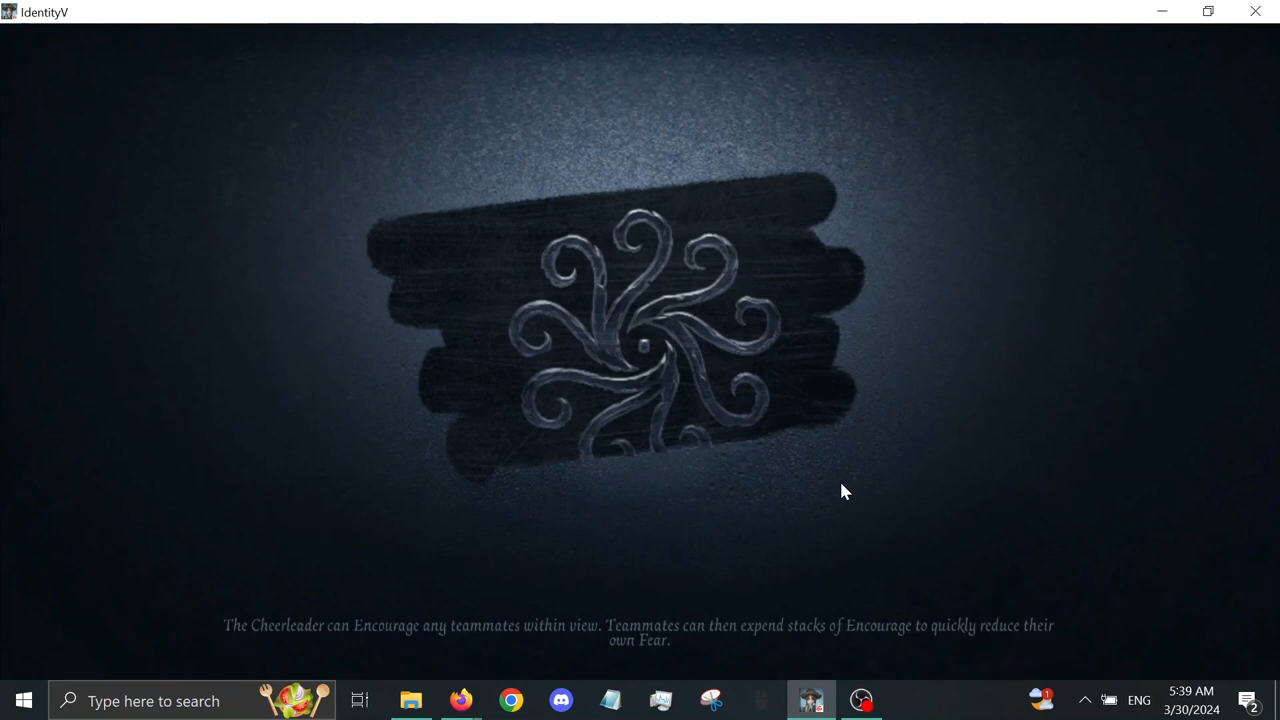 IdentityV
The Cheerleader can Encourage any teammates within view. Teammates can then expend stacks of Encourage to quickly reduce their
own Fear.
Type here to search
1
ENG
5:39 AM
3/30/2024
2